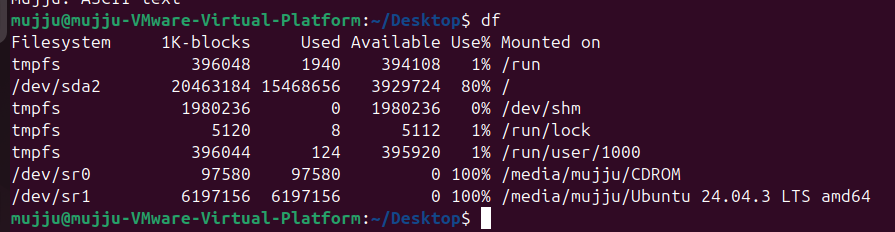 Mujju: ASCII text
mujju@mujju-VMware-Virtual-Platform:~/Desktop$ df
Filesystem     1K-blocks     Used Available Use% Mounted on
tmpfs             396048     1940    394108   1% /run
/dev/sda2       20463184 15468656   3929724  80% /
tmpfs            1980236        0   1980236   0% /dev/shm
tmpfs               5120        8      5112   1% /run/lock
tmpfs             396044      124    395920   1% /run/user/1000
/dev/sr0           97580    97580         0 100% /media/mujju/CDROM
/dev/sr1         6197156  6197156         0 100% /media/mujju/Ubuntu 24.04.3 LTS amd64
mujju@mujju-VMware-Virtual-Platform:~/Desktop$